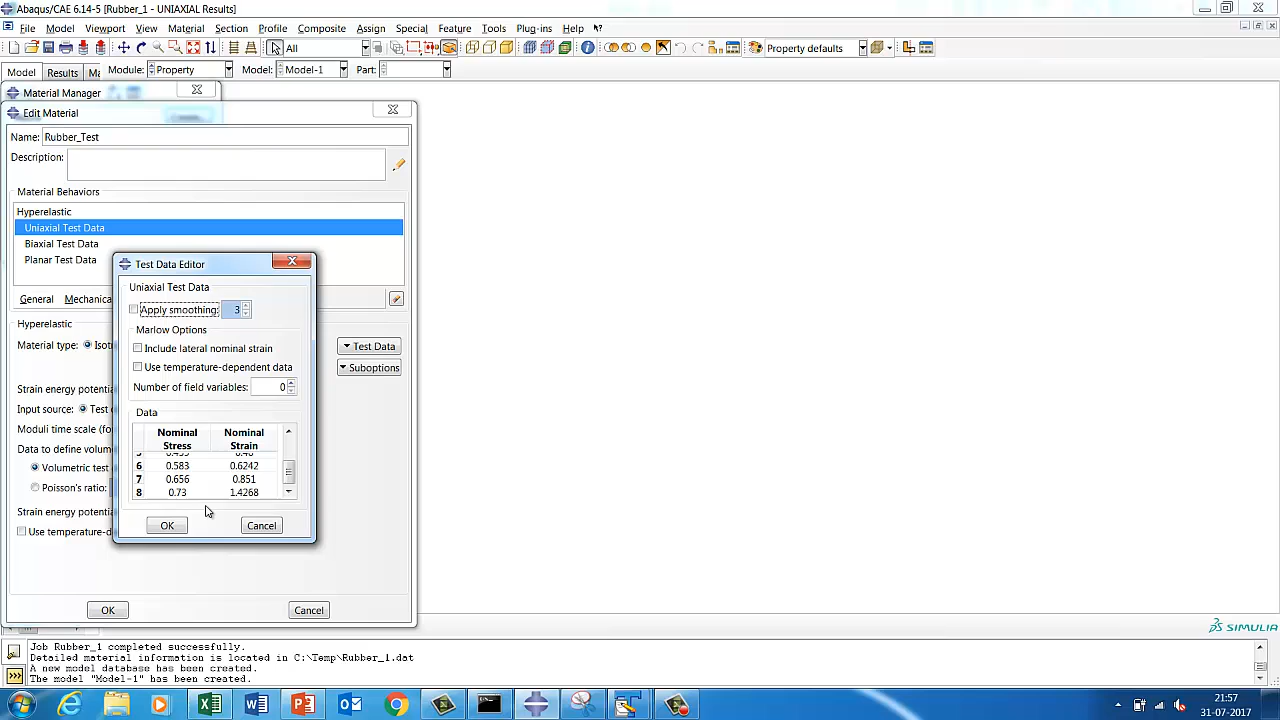 Abaqus/CAE 6.14-5 [Rubber_1 - UNIAXIAL Results]
File Model Viewport View Material Section Profile Composite Assign Special Feature Tools Plug-ins Help
All Property defaults
Model Results Ma Module: Property Model: Model-1 Part:
Material Manager
Edit Material
Name: Rubber_Test
Description:
Material Behaviors
Hyperelastic
Uniaxial Test Data
Biaxial Test Data
Planar Test Data
General Mechanica
Hyperelastic
Material type: Isot
Test Data
Suboptions
Strain energy potentia
Input source: Test
Moduli time scale (fo
Data to define volum
Volumetric test
Poisson's ratio:
Strain energy potentia
Use temperature-d
OK Cancel
Test Data Editor
Uniaxial Test Data
Apply smoothing: 3
Marlow Options
Include lateral nominal strain
Use temperature-dependent data
Number of field variables: 0
Data
Nominal Stress Nominal Strain
6 0.583 0.6242
7 0.656 0.851
8 0.73 1.4268
OK Cancel
SIMULIA
Job Rubber_1 completed successfully.
Detailed material information is located in C:\Temp\Rubber_1.dat
A new model database has been created.
The model "Model-1" has been created.
21:57
31-07-2017